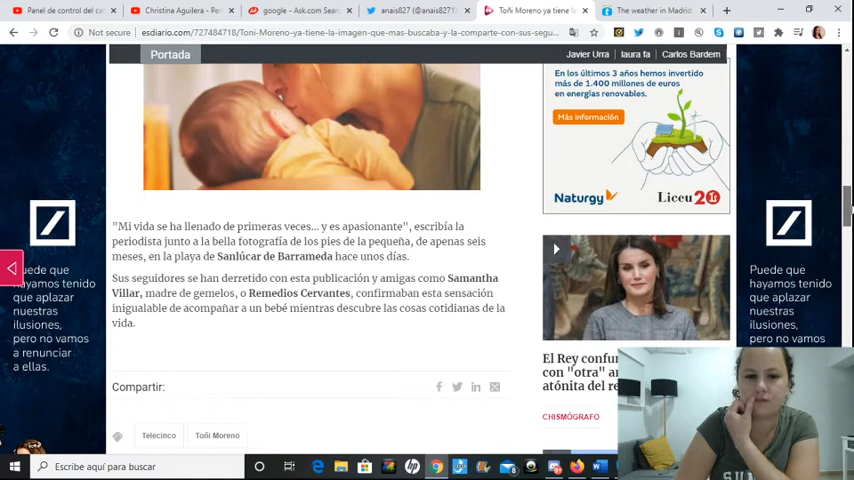 Panel de control del ca
Christina Aguilera - Per
google - Ask.com Sear
anais827 (@anais8271)
Toñi Moreno ya tiene l
The weather in Madrid,
Not secure
esdiario.com/727484718/Toni-Moreno-ya-tiene-la-imagen-que-mas-buscaba-y-la-comparte-con-sus-segu...
Portada
Javier Urra laura fa Carlos Bardem
En los últimos 3 años hemos invertido
más de 1.400 millones de euros
en energías renovables.
Más información
Naturgy
Liceu
"Mi vida se ha llenado de primeras veces... y es apasionante", escribía la
periodista junto a la bella fotografía de los pies de la pequeña, de apenas seis
meses, en la playa de Sanlúcar de Barrameda hace unos días.
Sus seguidores se han derretido con esta publicación y amigas como Samantha
Villar, madre de gemelos, o Remedios Cervantes, confirmaban esta sensación
inigualable de acompañar a un bebé mientras descubre las cosas cotidianas de la
vida.
Compartir:
Telecinco
Toñi Moreno
El Rey confu
con "otra" a
atónita del re
CHISMÓGRAFO
Puede que
hayamos tenido
que aplazar
nuestras
ilusiones,
pero no vamos
a renunciar
a ellas.
Puede que
hayamos tenido
que aplazar
nuestras
ilusiones,
pero no vamos
Escribe aquí para buscar